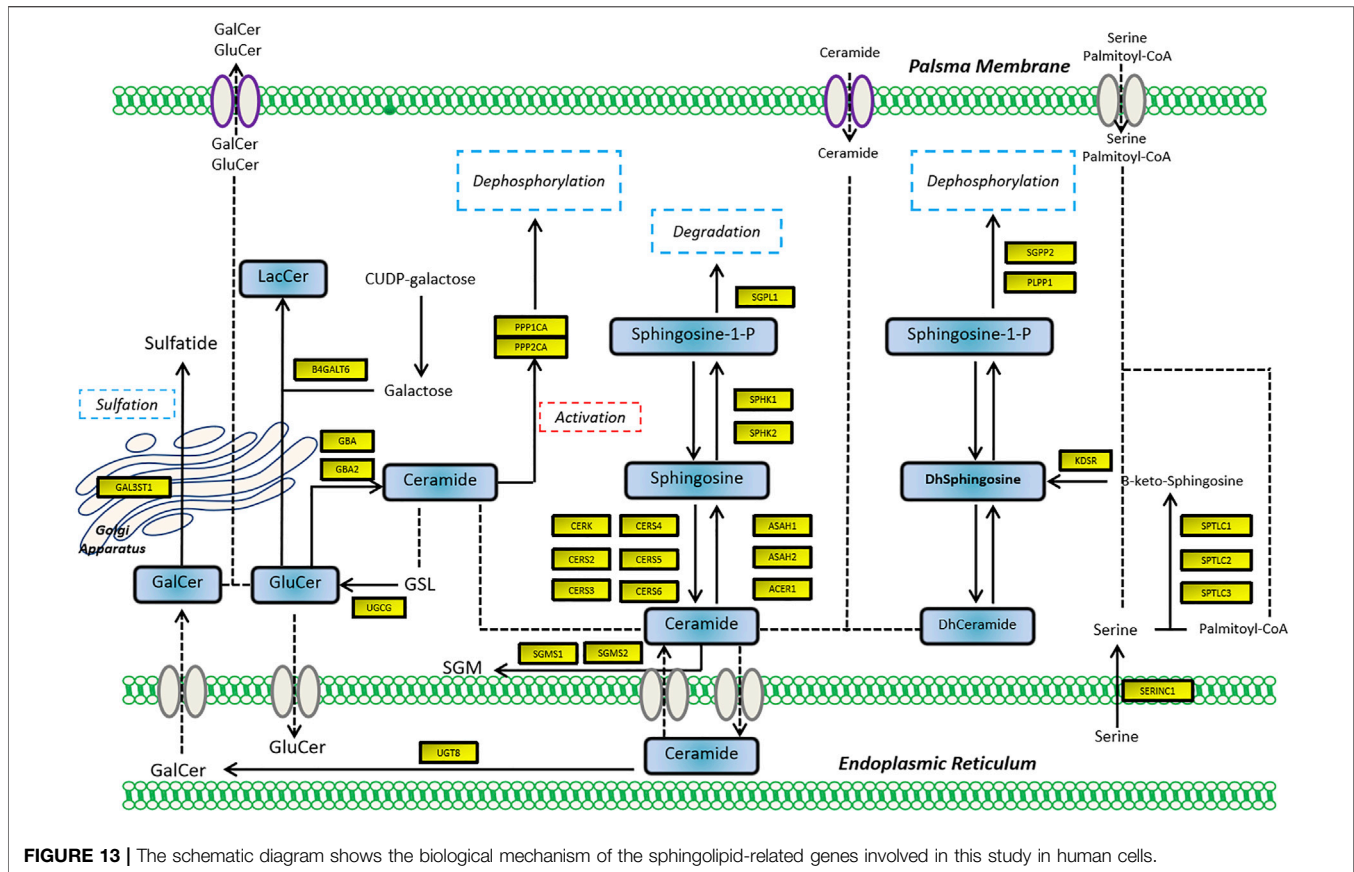 GalCer
GluCer
GalCer
GluCer
Ceramide
Ceramide
Palsma Membrane
Serine
Palmitoyl-CoA
Serine
Palmitoyl-CoA
Dephosphorylation
Degradation
Dephosphorylation
SGPP2
PLPP1
LacCer
CUDP-galactose
SGPL1
PPP1CA
PPP2CA
Sphingosine-1-P
Sphingosine-1-P
Sulfatide
B4GALT6
Galactose
Sulfation
Activation
SPHK1
SPHK2
GBA
GBA2
Ceramide
Sphingosine
DhSphingosine
KDSR
B-keto-Sphingosine
GAL3ST1
Golgi
Apparatus
CERK
CERS4
ASAH1
SPTLC1
CERS2
CERS5
ASAH2
SPTLC2
CERS3
CERS6
ACER1
SPTLC3
GalCer
GluCer
GSL
UGCG
Ceramide
DhCeramide
Serine
Palmitoyl-CoA
SGM
SGMS1
SGMS2
SERINC1
Serine
GluCer
GalCer
UGT8
Ceramide
Endoplasmic Reticulum
FIGURE 13 | The schematic diagram shows the biological mechanism of the sphingolipid-related genes involved in this study in human cells.